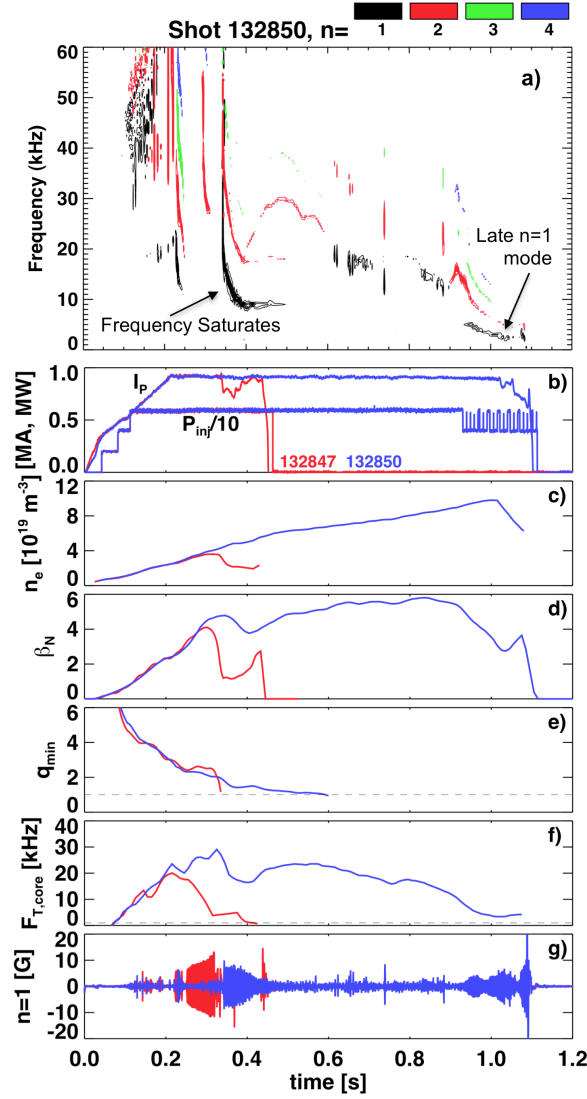 Shot 132850, n=
1 2 3 4
a)
Frequency (kHz)
60
50
40
30
20
10
0
Late n=1
mode
Frequency Saturates
b)
[MA, MW]
1.0
0.5
0.0
IP
Pinj/10
132847 132850
c)
ne [10^19 m^-3]
12
8
4
0
d)
βN
6
4
2
0
e)
qmin
6
4
2
0
f)
FT,core [kHz]
40
30
20
10
0
g)
n=1 [G]
20
10
0
-10
-20
0.0 0.2 0.4 0.6 0.8 1.0 1.2
time [s]